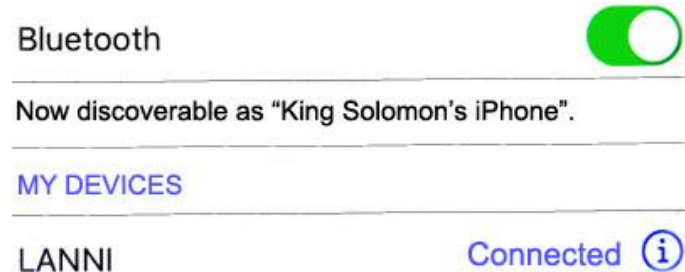 Bluetooth
Now discoverable as “King Solomon’s iPhone”.
MY DEVICES
LANNI Connected i